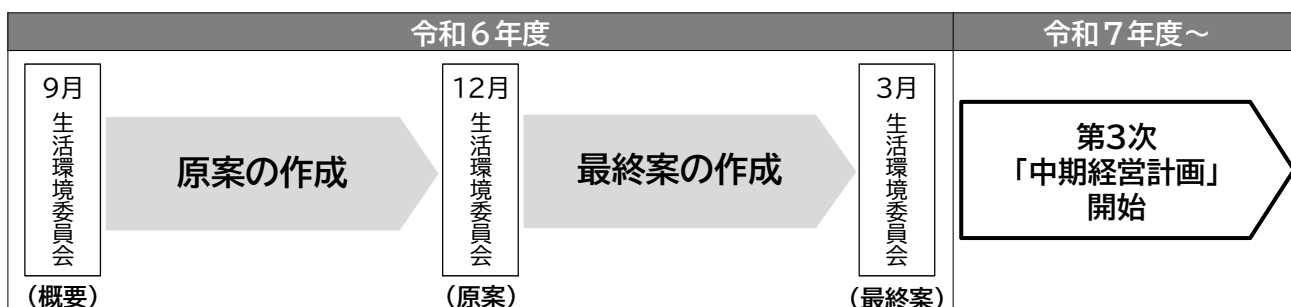 令和6年度
令和7年度～
9月
生活環境委員会
(概要)
原案の作成
12月
生活環境委員会
(原案)
最終案の作成
3月
生活環境委員会
(最終案)
第3次
「中期経営計画」
開始